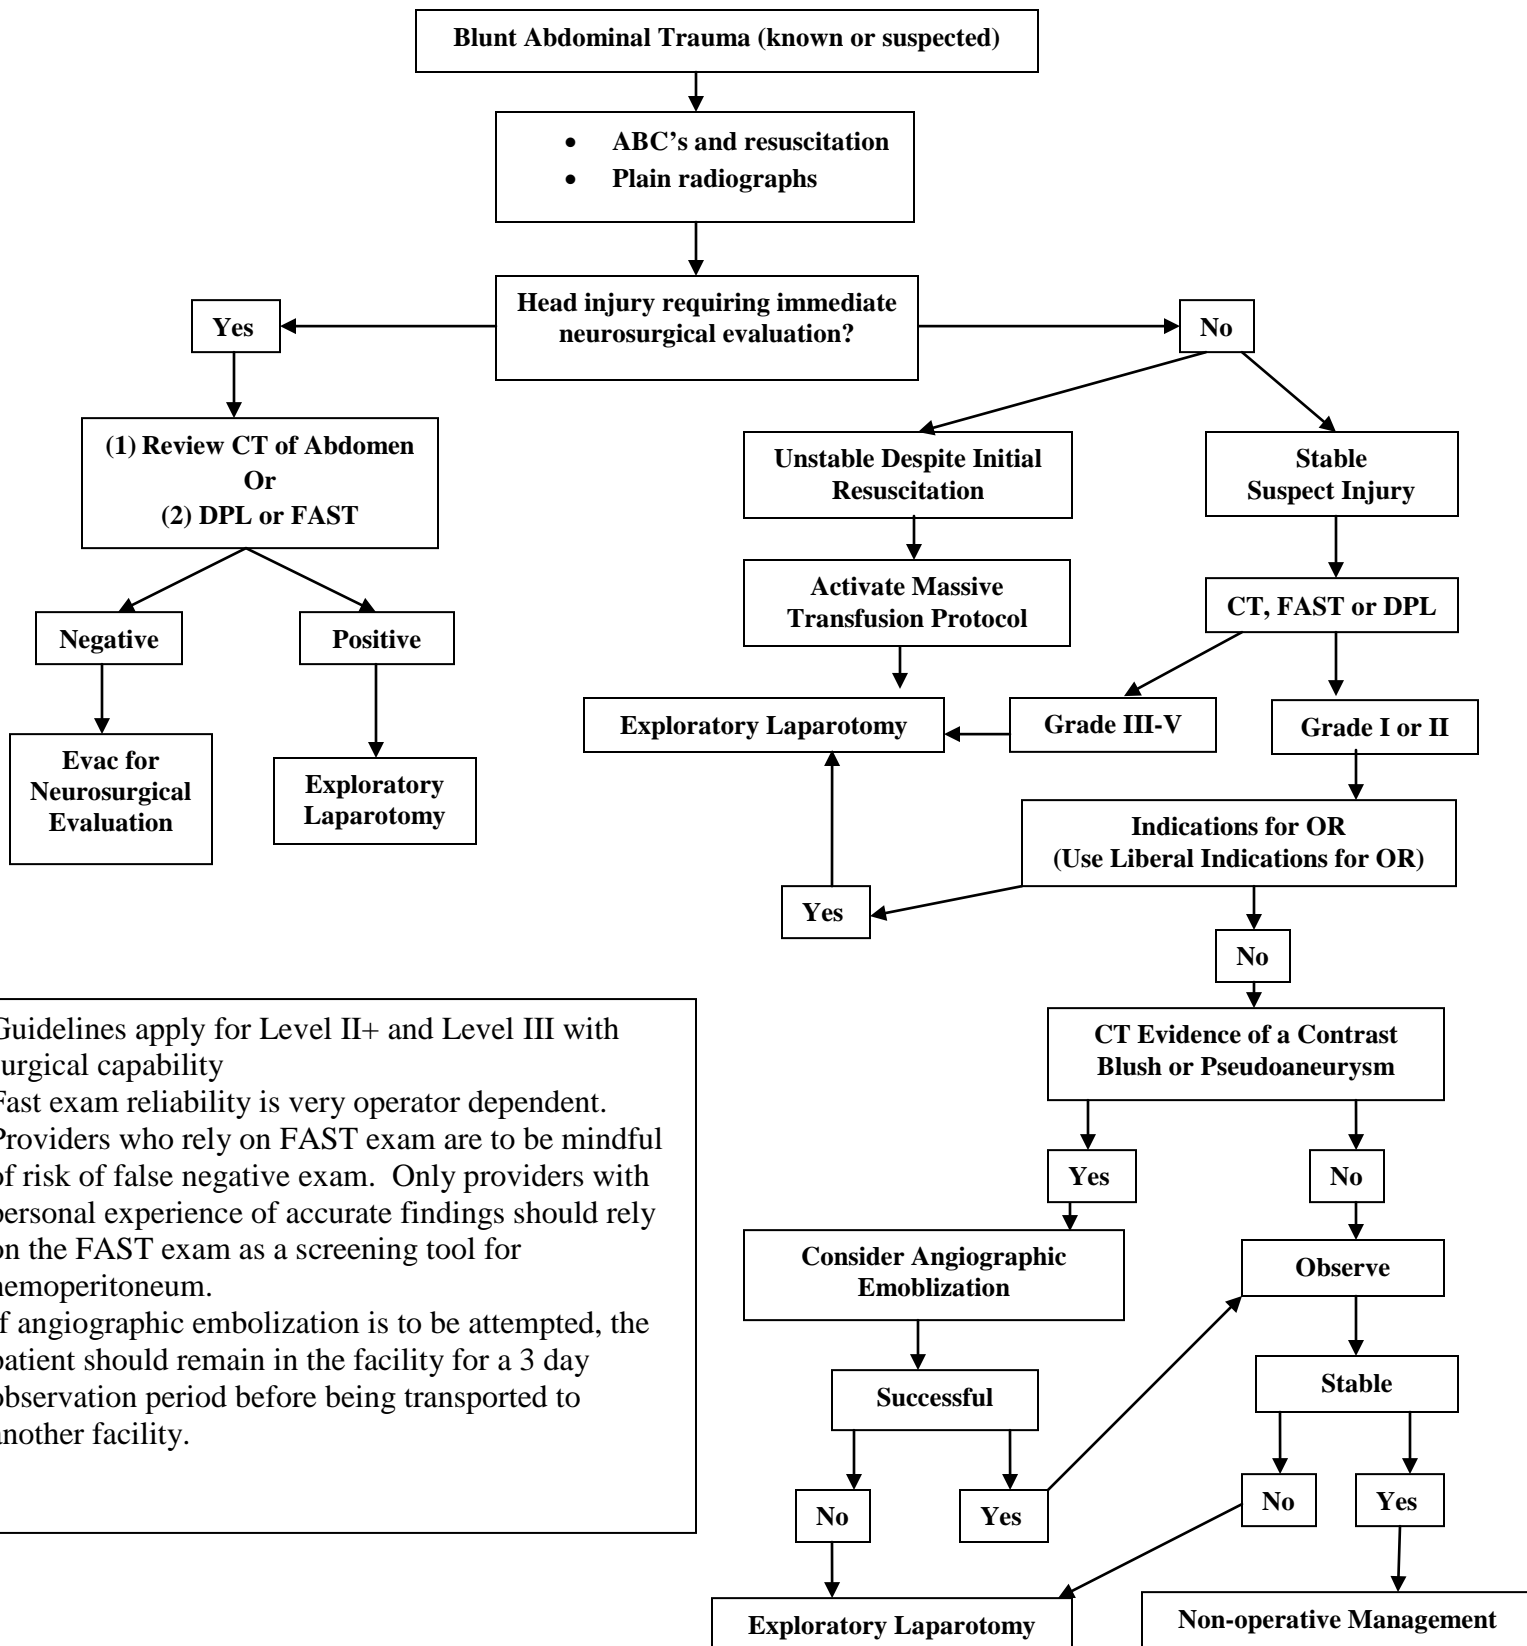 Blunt Abdominal Trauma (known or suspected)
• ABC's and resuscitation
• Plain radiographs
Head injury requiring immediate
neurosurgical evaluation?
Yes
No
(1) Review CT of Abdomen
Or
(2) DPL or FAST
Negative
Positive
Evac for
Neurosurgical
Evaluation
Exploratory
Laparotomy
Unstable Despite Initial
Resuscitation
Stable
Suspect Injury
Activate Massive
Transfusion Protocol
CT, FAST or DPL
Exploratory Laparotomy
Grade III-V
Grade I or II
Indications for OR
(Use Liberal Indications for OR)
Yes
No
CT Evidence of a Contrast
Blush or Pseudoaneurysm
Yes
No
Consider Angiographic
Emoblization
Observe
Successful
Stable
No
Yes
No
Yes
Exploratory Laparotomy
Non-operative Management
Guidelines apply for Level II+ and Level III with
surgical capability
Fast exam reliability is very operator dependent.
Providers who rely on FAST exam are to be mindful
of risk of false negative exam.  Only providers with
personal experience of accurate findings should rely
on the FAST exam as a screening tool for
hemoperitoneum.
If angiographic embolization is to be attempted, the
patient should remain in the facility for a 3 day
observation period before being transported to
another facility.